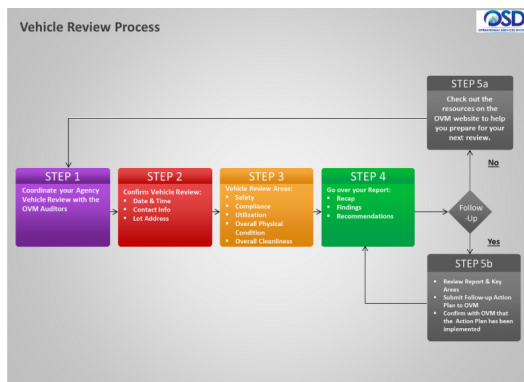 Vehicle Review Process
OSD
OPERATIONAL SERVICES DIVISION
STEP 5a
Check out the
resources on the
OVM website to help
you prepare for your
next review.
STEP 1
Coordinate your Agency
Vehicle Review with the
OVM Auditors
STEP 2
Confirm Vehicle Review:
Date & Time
Contact Info
Lot Address
STEP 3
Vehicle Review Areas:
Safety
Compliance
Utilization
Overall Physical
Condition
Overall Cleanliness
STEP 4
Go over your Report:
Recap
Findings
Recommendations
No
Follow
-Up
Yes
STEP 5b
Review Report & Key
Areas
Submit Follow-up Action
Plan to OVM
Confirm with OVM that
the Action Plan has been
implemented